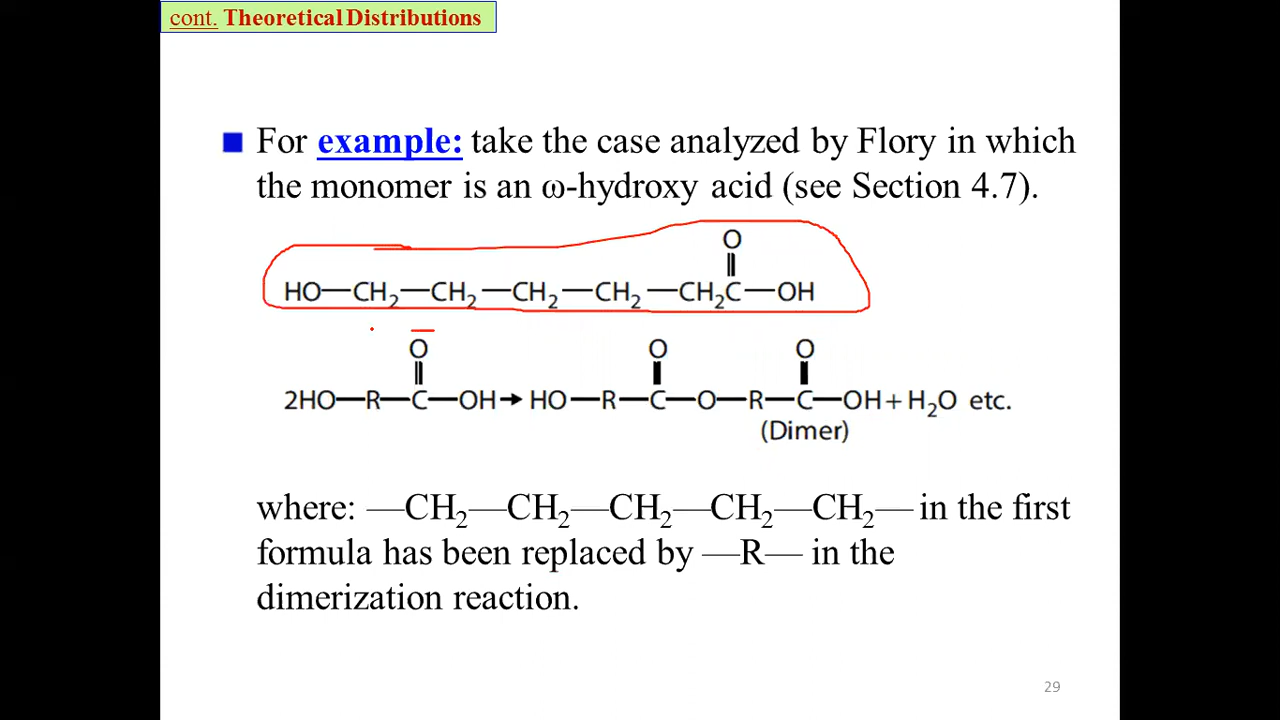 cont. Theoretical Distributions
For example: take the case analyzed by Flory in which
the monomer is an ω-hydroxy acid (see Section 4.7).
O
HO—CH₂—CH₂—CH₂—CH₂—CH₂C—OH
O O O
2HO—R—C—OH→HO—R—C—O—R—C—OH+H₂O etc.
(Dimer)
where: —CH₂—CH₂—CH₂—CH₂—CH₂— in the first
formula has been replaced by —R— in the
dimerization reaction.
29